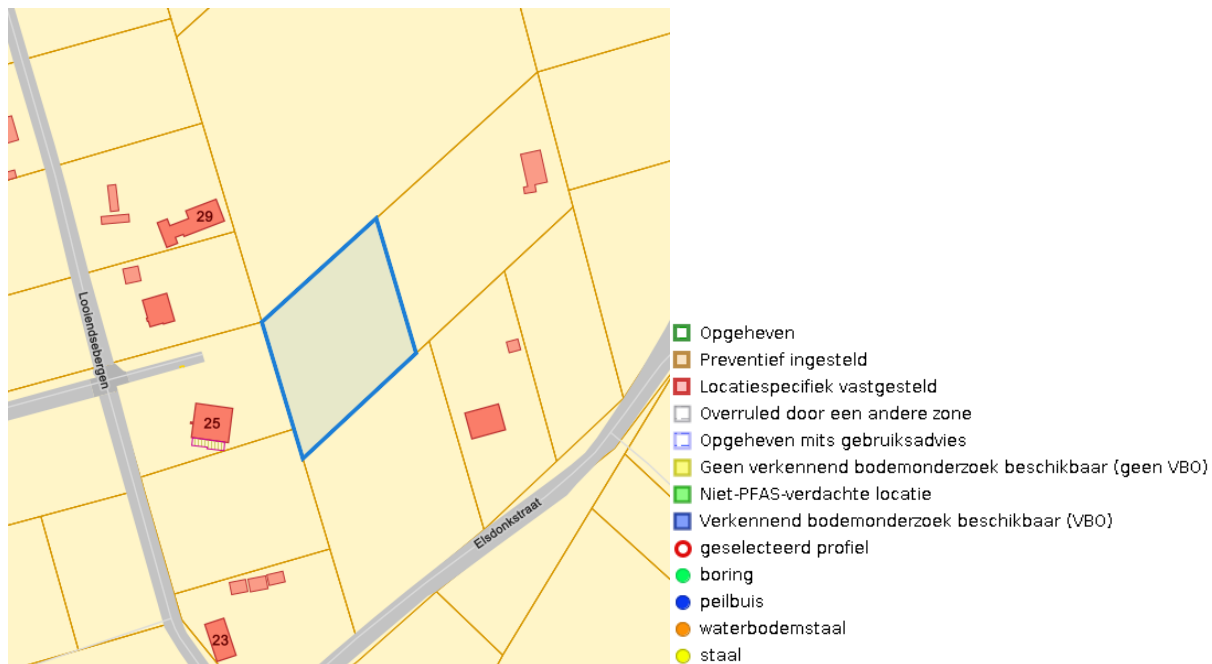 29
Looiendsebergen
25
Elsdonkstraat
23
Opgeheven
Preventief ingesteld
Locatiespecifiek vastgesteld
Overruled door een andere zone
Opgeheven mits gebruiksadvies
Geen verkennend bodemonderzoek beschikbaar (geen VBO)
Niet-PFAS-verdachte locatie
Verkennend bodemonderzoek beschikbaar (VBO)
geselecteerd profiel
boring
peilbuis
waterbodemstaal
staal